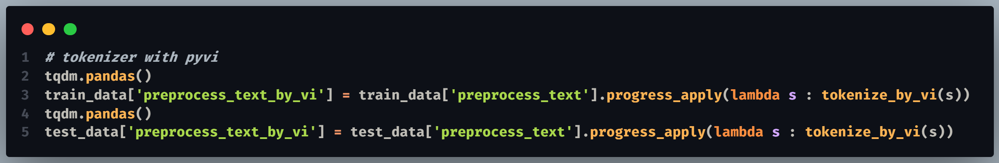 1 # tokenizer with pyvi
2 tqdm.pandas()
3 train_data['preprocess_text_by_vi'] = train_data['preprocess_text'].progress_apply(lambda s : tokenize_by_vi(s))
4 tqdm.pandas()
5 test_data['preprocess_text_by_vi'] = test_data['preprocess_text'].progress_apply(lambda s : tokenize_by_vi(s))